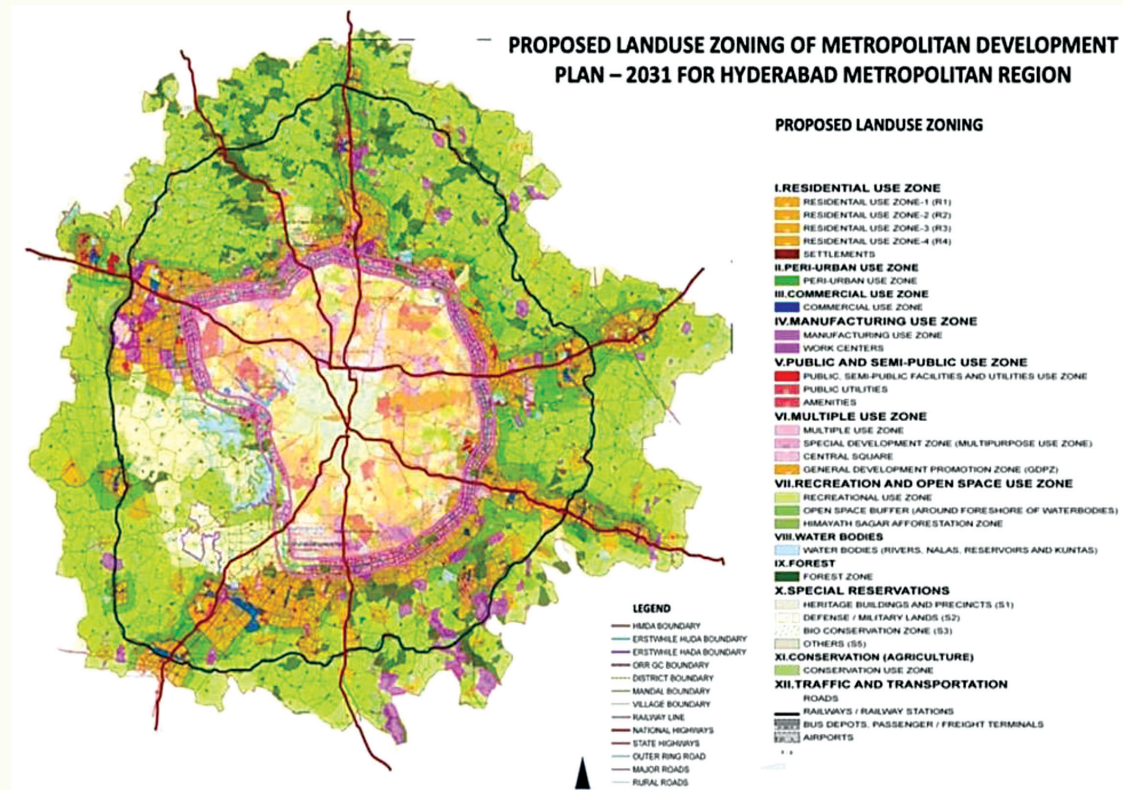 PROPOSED LANDUSE ZONING OF METROPOLITAN DEVELOPMENT
PLAN – 2031 FOR HYDERABAD METROPOLITAN REGION
PROPOSED LANDUSE ZONING
I.RESIDENTIAL USE ZONE
RESIDENTAIL USE ZONE-1 (R1)
RESIDENTAIL USE ZONE-2 (R2)
RESIDENTAIL USE ZONE-3 (R3)
RESIDENTAIL USE ZONE-4 (R4)
SETTLEMENTS
II.PERI-URBAN USE ZONE
PERI-URBAN USE ZONE
III.COMMERCIAL USE ZONE
COMMERCIAL USE ZONE
IV.MANUFACTURING USE ZONE
MANUFACTURING USE ZONE
WORK CENTERS
V.PUBLIC AND SEMI-PUBLIC USE ZONE
PUBLIC, SEMI-PUBLIC FACILITIES AND UTILITIES USE ZONE
PUBLIC UTILITIES
AMENITIES
VI.MULTIPLE USE ZONE
MULTIPLE USE ZONE
SPECIAL DEVELOPMENT ZONE (MULTIPURPOSE USE ZONE)
CENTRAL SQUARE
GENERAL DEVELOPMENT PROMOTION ZONE (GDPZ)
VII.RECREATION AND OPEN SPACE USE ZONE
RECREATIONAL USE ZONE
OPEN SPACE BUFFER (AROUND FORESHORE OF WATERBODIES)
HIMAYATH SAGAR AFFORESTATION ZONE
VIII.WATER BODIES
WATER BODIES (RIVERS, NALAS, RESERVOIRS AND KUNTAS)
IX.FOREST
FOREST ZONE
X.SPECIAL RESERVATIONS
HERITAGE BUILDINGS AND PRECINCTS (S1)
DEFENSE / MILITARY LANDS (S2)
BIO CONSERVATION ZONE (S3)
OTHERS (S5)
XI.CONSERVATION (AGRICULTURE)
CONSERVATION USE ZONE
XII.TRAFFIC AND TRANSPORTATION
ROADS
RAILWAYS / RAILWAY STATIONS
BUS DEPOTS, PASSENGER / FREIGHT TERMINALS
AIRPORTS
LEGEND
HMDA BOUNDARY
ERSTWHILE HUDA BOUNDARY
ERSTWHILE HADA BOUNDARY
ORR GC BOUNDARY
DISTRICT BOUNDARY
MANDAL BOUNDARY
VILLAGE BOUNDARY
RAILWAY LINE
NATIONAL HIGHWAYS
STATE HIGHWAYS
OUTER RING ROAD
MAJOR ROADS
RURAL ROADS